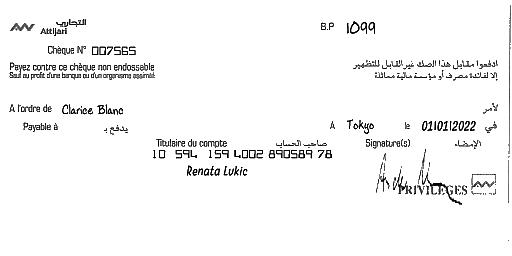 التجاري
Attijari
B.P 1099
Chèque N° 007565
Payez contre ce chèque non endossable
ادفعوا مقابل هذا الصك غير القابل للتظهير
Sauf au profit d'une banque ou d'un organisme assimilé
إلا لفائدة مصرف أو مؤسسة مالية مماثلة
A l'ordre de Clarice Blanc
لأمر
Payable à يدفع بـ
A Tokyo le 01/01/2022 في
Titulaire du compte صاحب الحساب
Signature(s) الإمضاء
10 594 159 4002 890589 78
Renata Lukic
PRIVILEGES